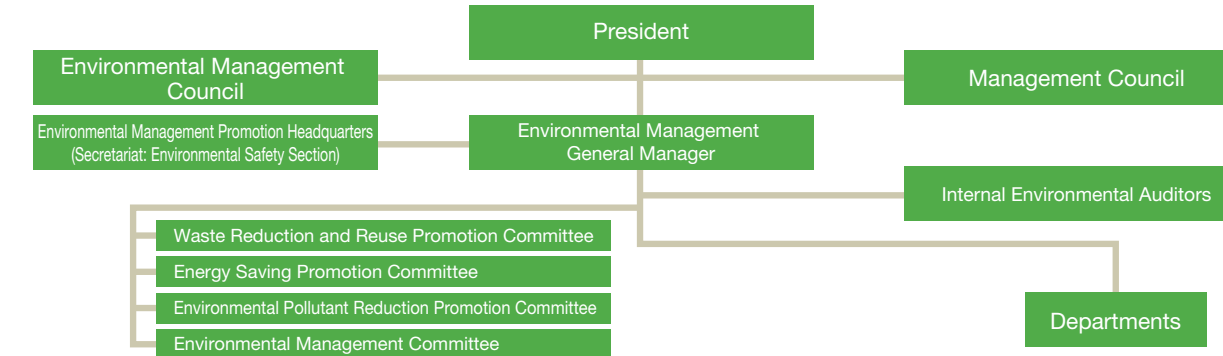 President
Environmental Management
Council
Management Council
Environmental Management Promotion Headquarters
(Secretariat: Environmental Safety Section)
Environmental Management
General Manager
Internal Environmental Auditors
Waste Reduction and Reuse Promotion Committee
Energy Saving Promotion Committee
Environmental Pollutant Reduction Promotion Committee
Environmental Management Committee
Departments